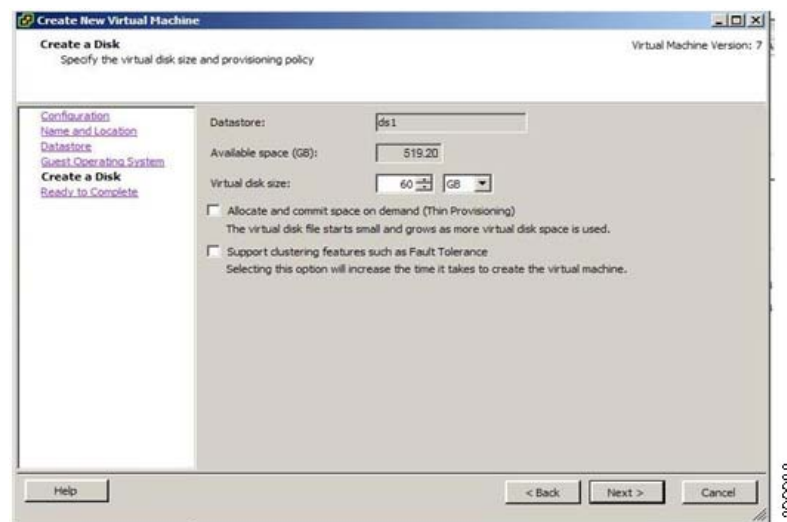 Create New Virtual Machine
Create a Disk
Specify the virtual disk size and provisioning policy
Virtual Machine Version: 7
Configuration
Name and Location
Datastore
Guest Operating System
Create a Disk
Ready to Complete
Datastore:
ds1
Available space (GB):
519.20
Virtual disk size:
60
GB
Allocate and commit space on demand (Thin Provisioning)
The virtual disk file starts small and grows as more virtual disk space is used.
Support clustering features such as Fault Tolerance
Selecting this option will increase the time it takes to create the virtual machine.
Help
< Back
Next >
Cancel